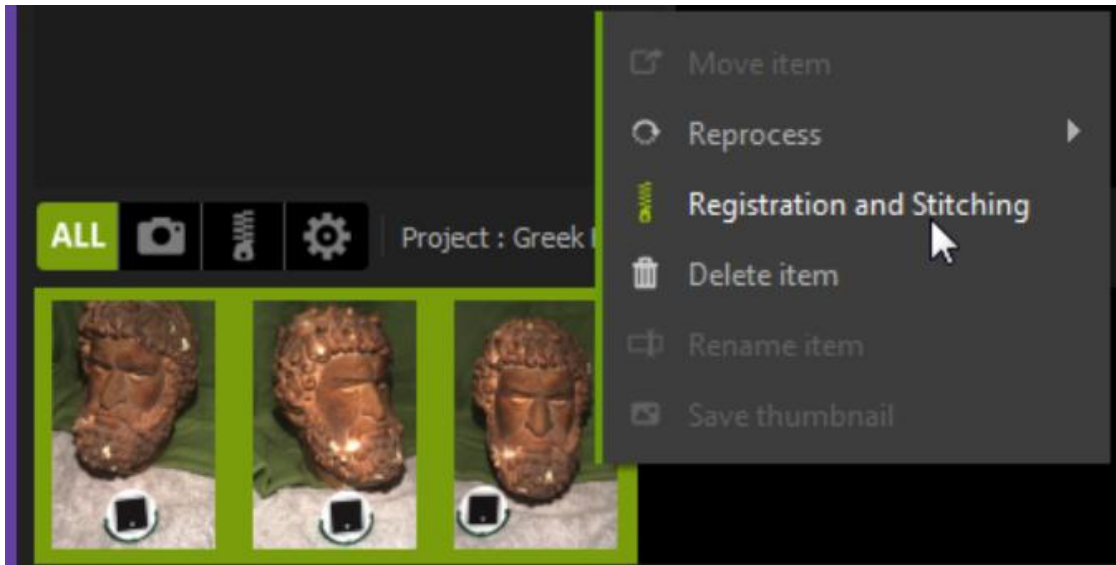 Move item
Reprocess
Registration and Stitching
ALL
Project : Greek
Delete item
Rename item
Save thumbnail